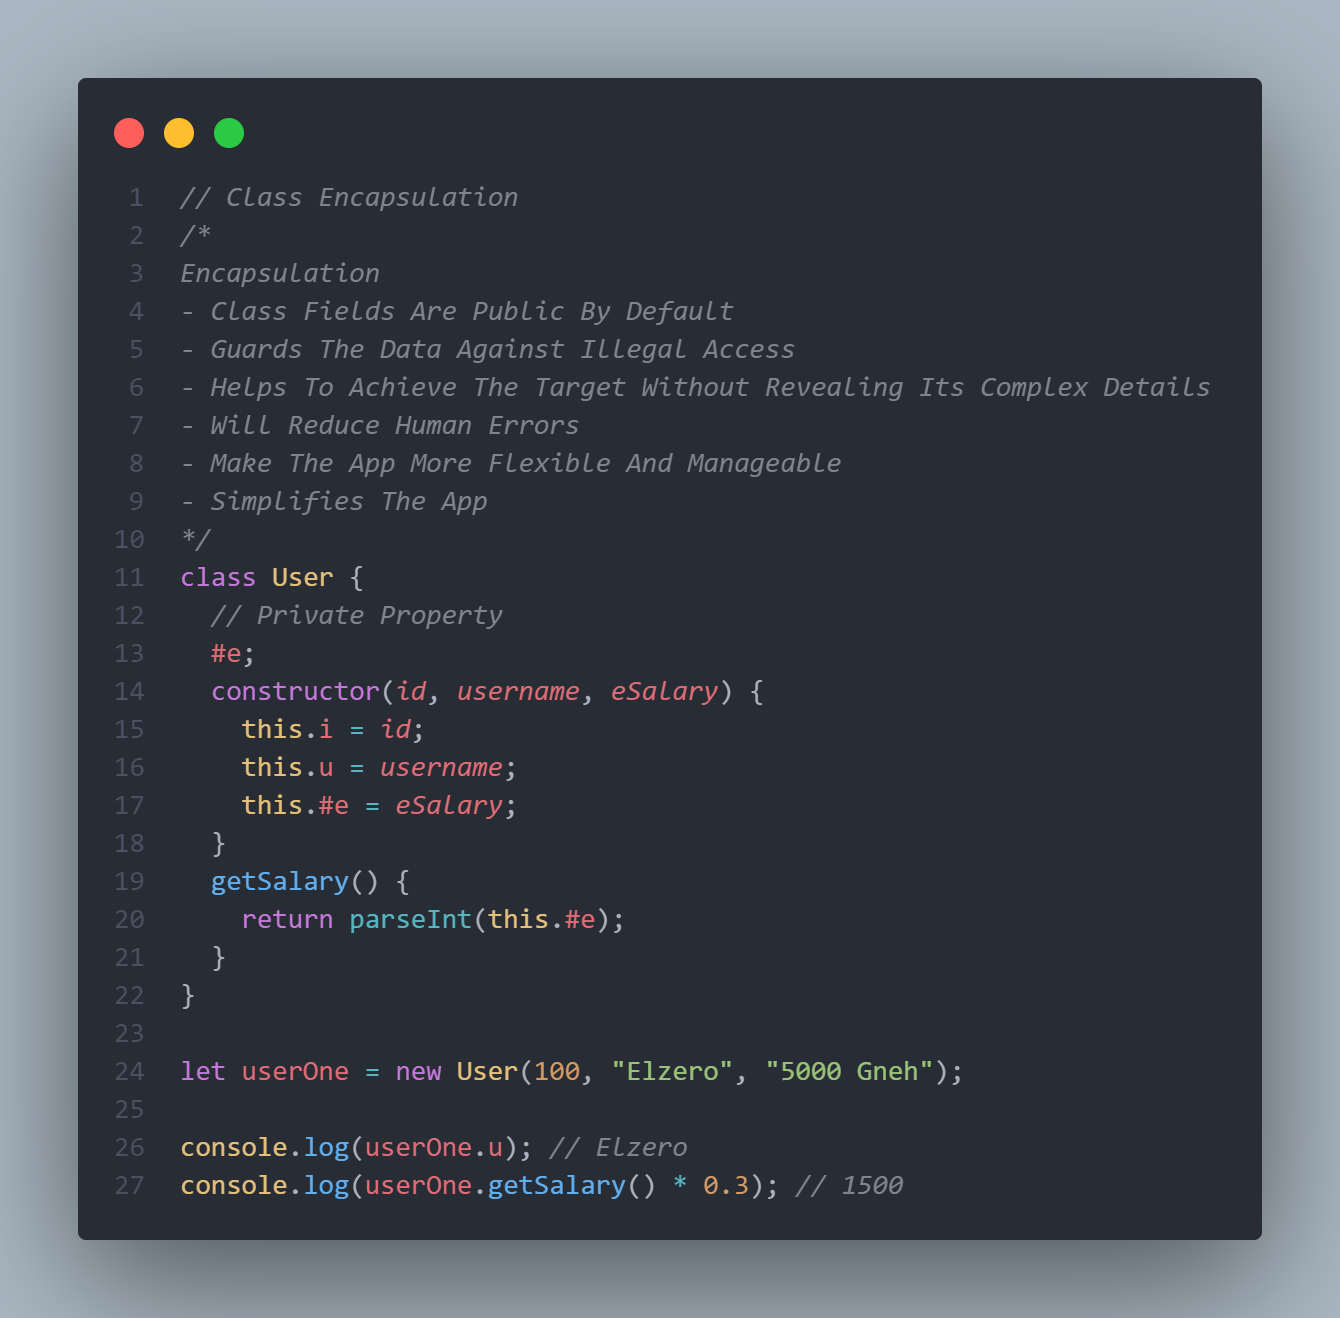 1 // Class Encapsulation
2 /*
3 Encapsulation
4 - Class Fields Are Public By Default
5 - Guards The Data Against Illegal Access
6 - Helps To Achieve The Target Without Revealing Its Complex Details
7 - Will Reduce Human Errors
8 - Make The App More Flexible And Manageable
9 - Simplifies The App
10 */
11 class User {
12   // Private Property
13   #e;
14   constructor(id, username, eSalary) {
15     this.i = id;
16     this.u = username;
17     this.#e = eSalary;
18   }
19   getSalary() {
20     return parseInt(this.#e);
21   }
22 }
23
24 let userOne = new User(100, "Elzero", "5000 Gneh");
25
26 console.log(userOne.u); // Elzero
27 console.log(userOne.getSalary() * 0.3); // 1500